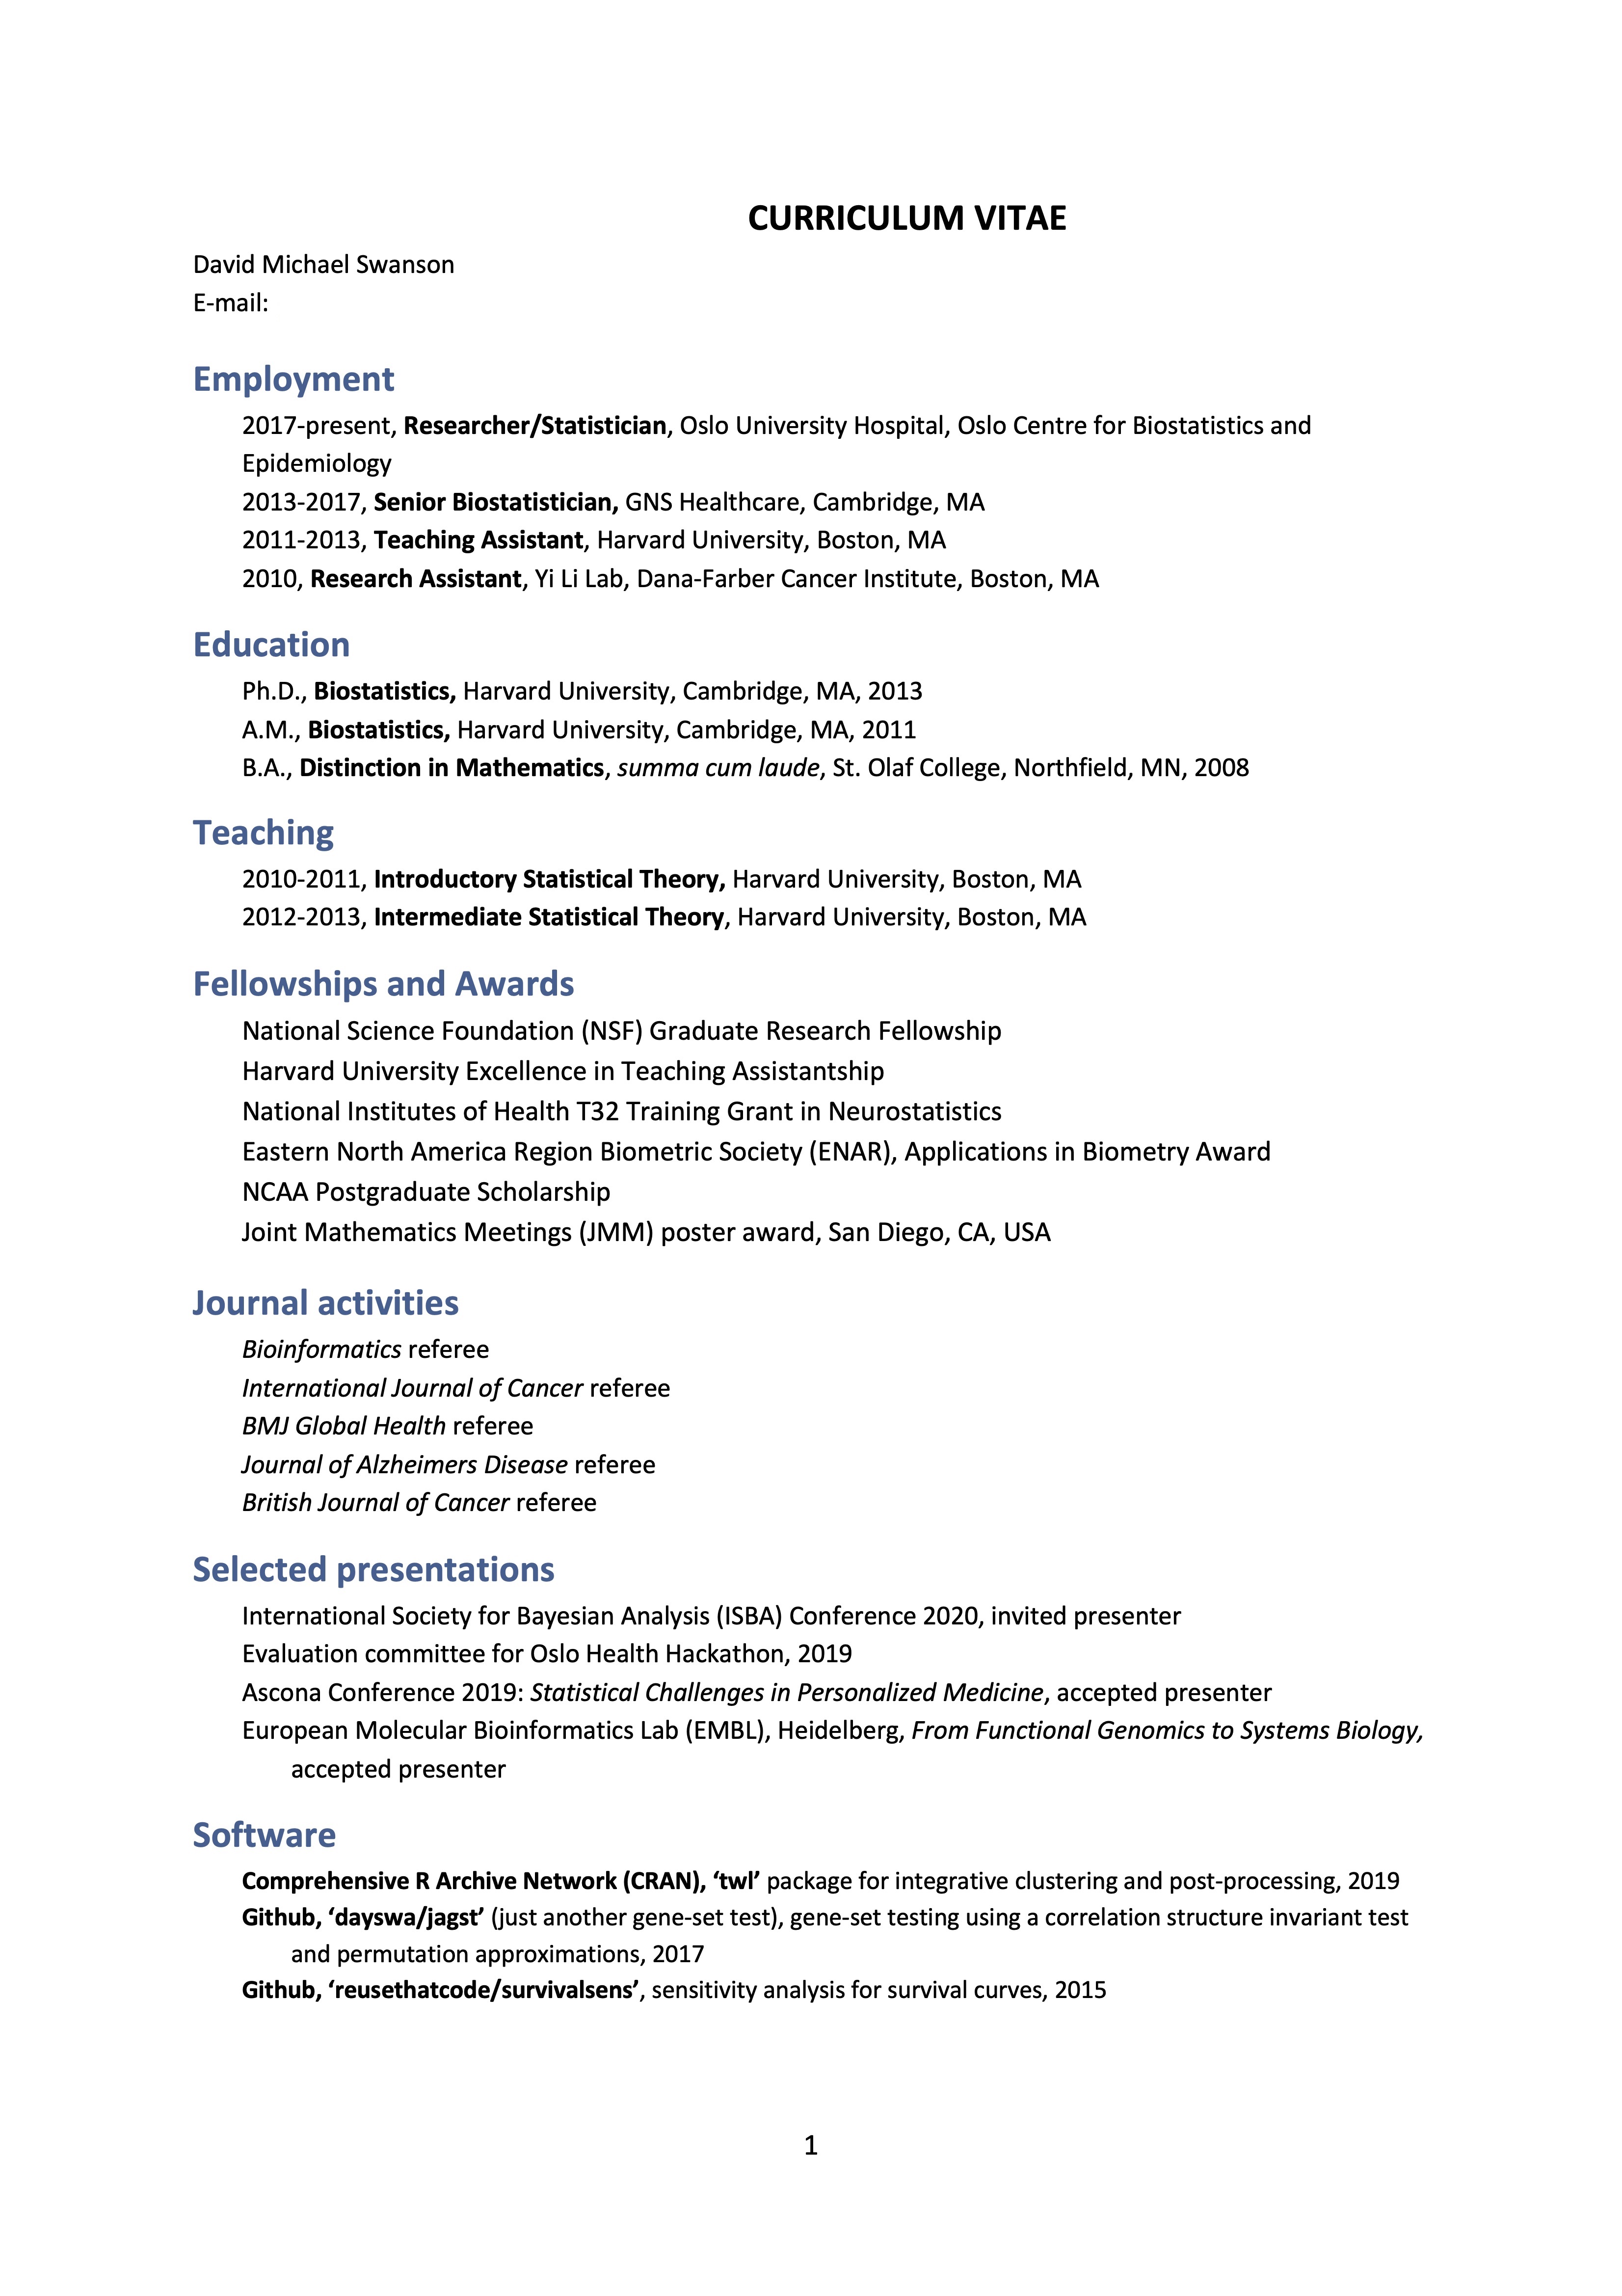 CURRICULUM VITAE
David Michael Swanson
E-mail:
Employment
2017-present, Researcher/Statistician, Oslo University Hospital, Oslo Centre for Biostatistics and
Epidemiology
2013-2017, Senior Biostatistician, GNS Healthcare, Cambridge, MA
2011-2013, Teaching Assistant, Harvard University, Boston, MA
2010, Research Assistant, Yi Li Lab, Dana-Farber Cancer Institute, Boston, MA
Education
Ph.D., Biostatistics, Harvard University, Cambridge, MA, 2013
A.M., Biostatistics, Harvard University, Cambridge, MA, 2011
B.A., Distinction in Mathematics, summa cum laude, St. Olaf College, Northfield, MN, 2008
Teaching
2010-2011, Introductory Statistical Theory, Harvard University, Boston, MA
2012-2013, Intermediate Statistical Theory, Harvard University, Boston, MA
Fellowships and Awards
National Science Foundation (NSF) Graduate Research Fellowship
Harvard University Excellence in Teaching Assistantship
National Institutes of Health T32 Training Grant in Neurostatistics
Eastern North America Region Biometric Society (ENAR), Applications in Biometry Award
NCAA Postgraduate Scholarship
Joint Mathematics Meetings (JMM) poster award, San Diego, CA, USA
Journal activities
Bioinformatics referee
International Journal of Cancer referee
BMJ Global Health referee
Journal of Alzheimers Disease referee
British Journal of Cancer referee
Selected presentations
International Society for Bayesian Analysis (ISBA) Conference 2020, invited presenter
Evaluation committee for Oslo Health Hackathon, 2019
Ascona Conference 2019: Statistical Challenges in Personalized Medicine, accepted presenter
European Molecular Bioinformatics Lab (EMBL), Heidelberg, From Functional Genomics to Systems Biology,
accepted presenter
Software
Comprehensive R Archive Network (CRAN), ‘twl’ package for integrative clustering and post-processing, 2019
Github, ‘dayswa/jagst’ (just another gene-set test), gene-set testing using a correlation structure invariant test
and permutation approximations, 2017
Github, ‘reusethatcode/survivalsens’, sensitivity analysis for survival curves, 2015
1